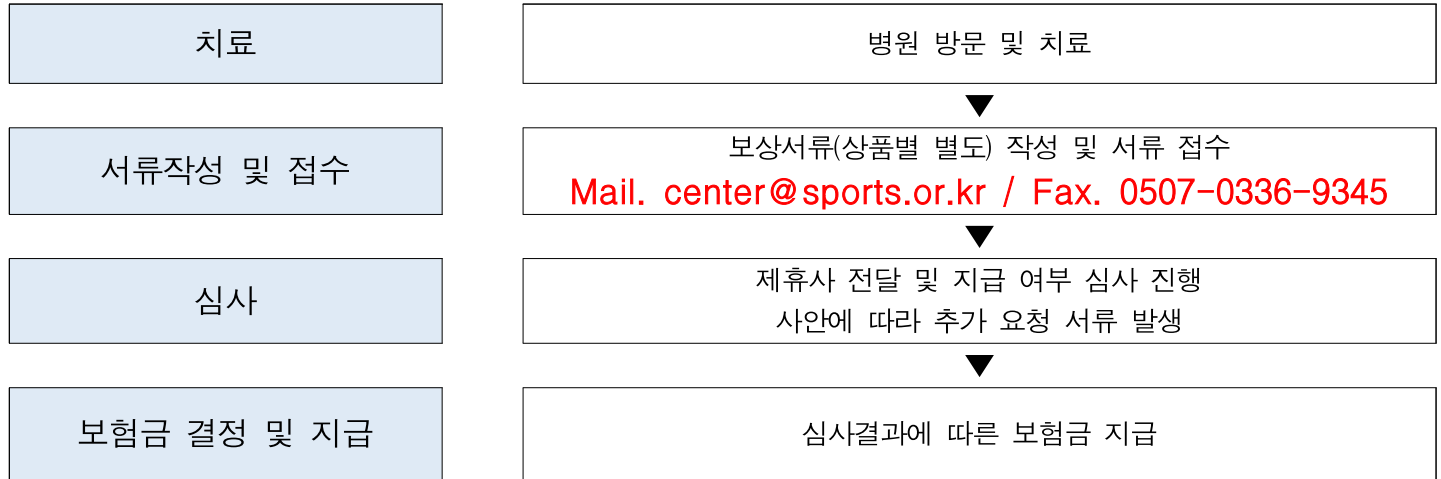 치료
병원 방문 및 치료
서류작성 및 접수
보상서류(상품별 별도) 작성 및 서류 접수
Mail. center@sports.or.kr / Fax. 0507-0336-9345
심사
제휴사 전달 및 지급 여부 심사 진행
사안에 따라 추가 요청 서류 발생
보험금 결정 및 지급
심사결과에 따른 보험금 지급